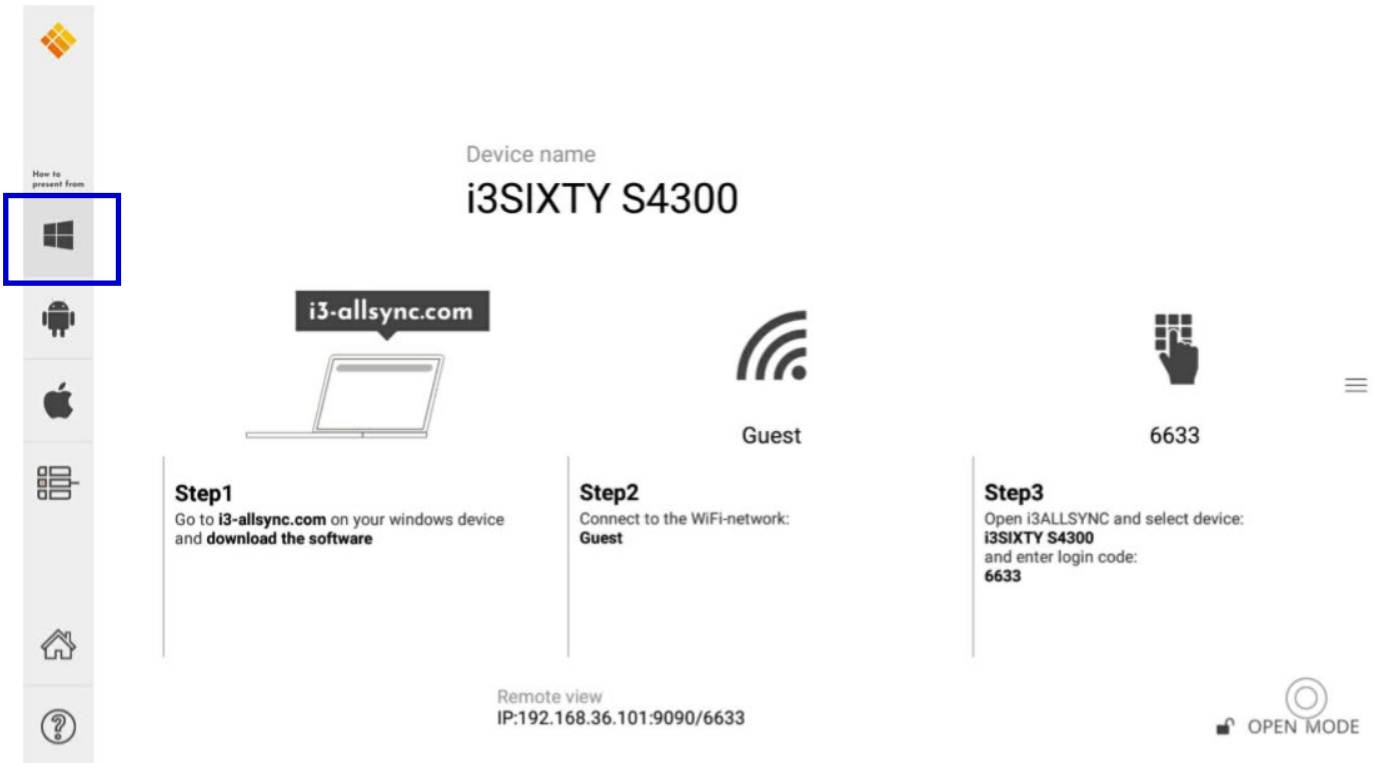 How to
present from
Device name
i3SIXTY S4300
i3-allsync.com
Guest
6633
Step1
Go to i3-allsync.com on your windows device
and download the software
Step2
Connect to the WiFi-network:
Guest
Step3
Open i3ALLSYNC and select device:
i3SIXTY S4300
and enter login code:
6633
Remote view
IP:192.168.36.101:9090/6633
OPEN MODE